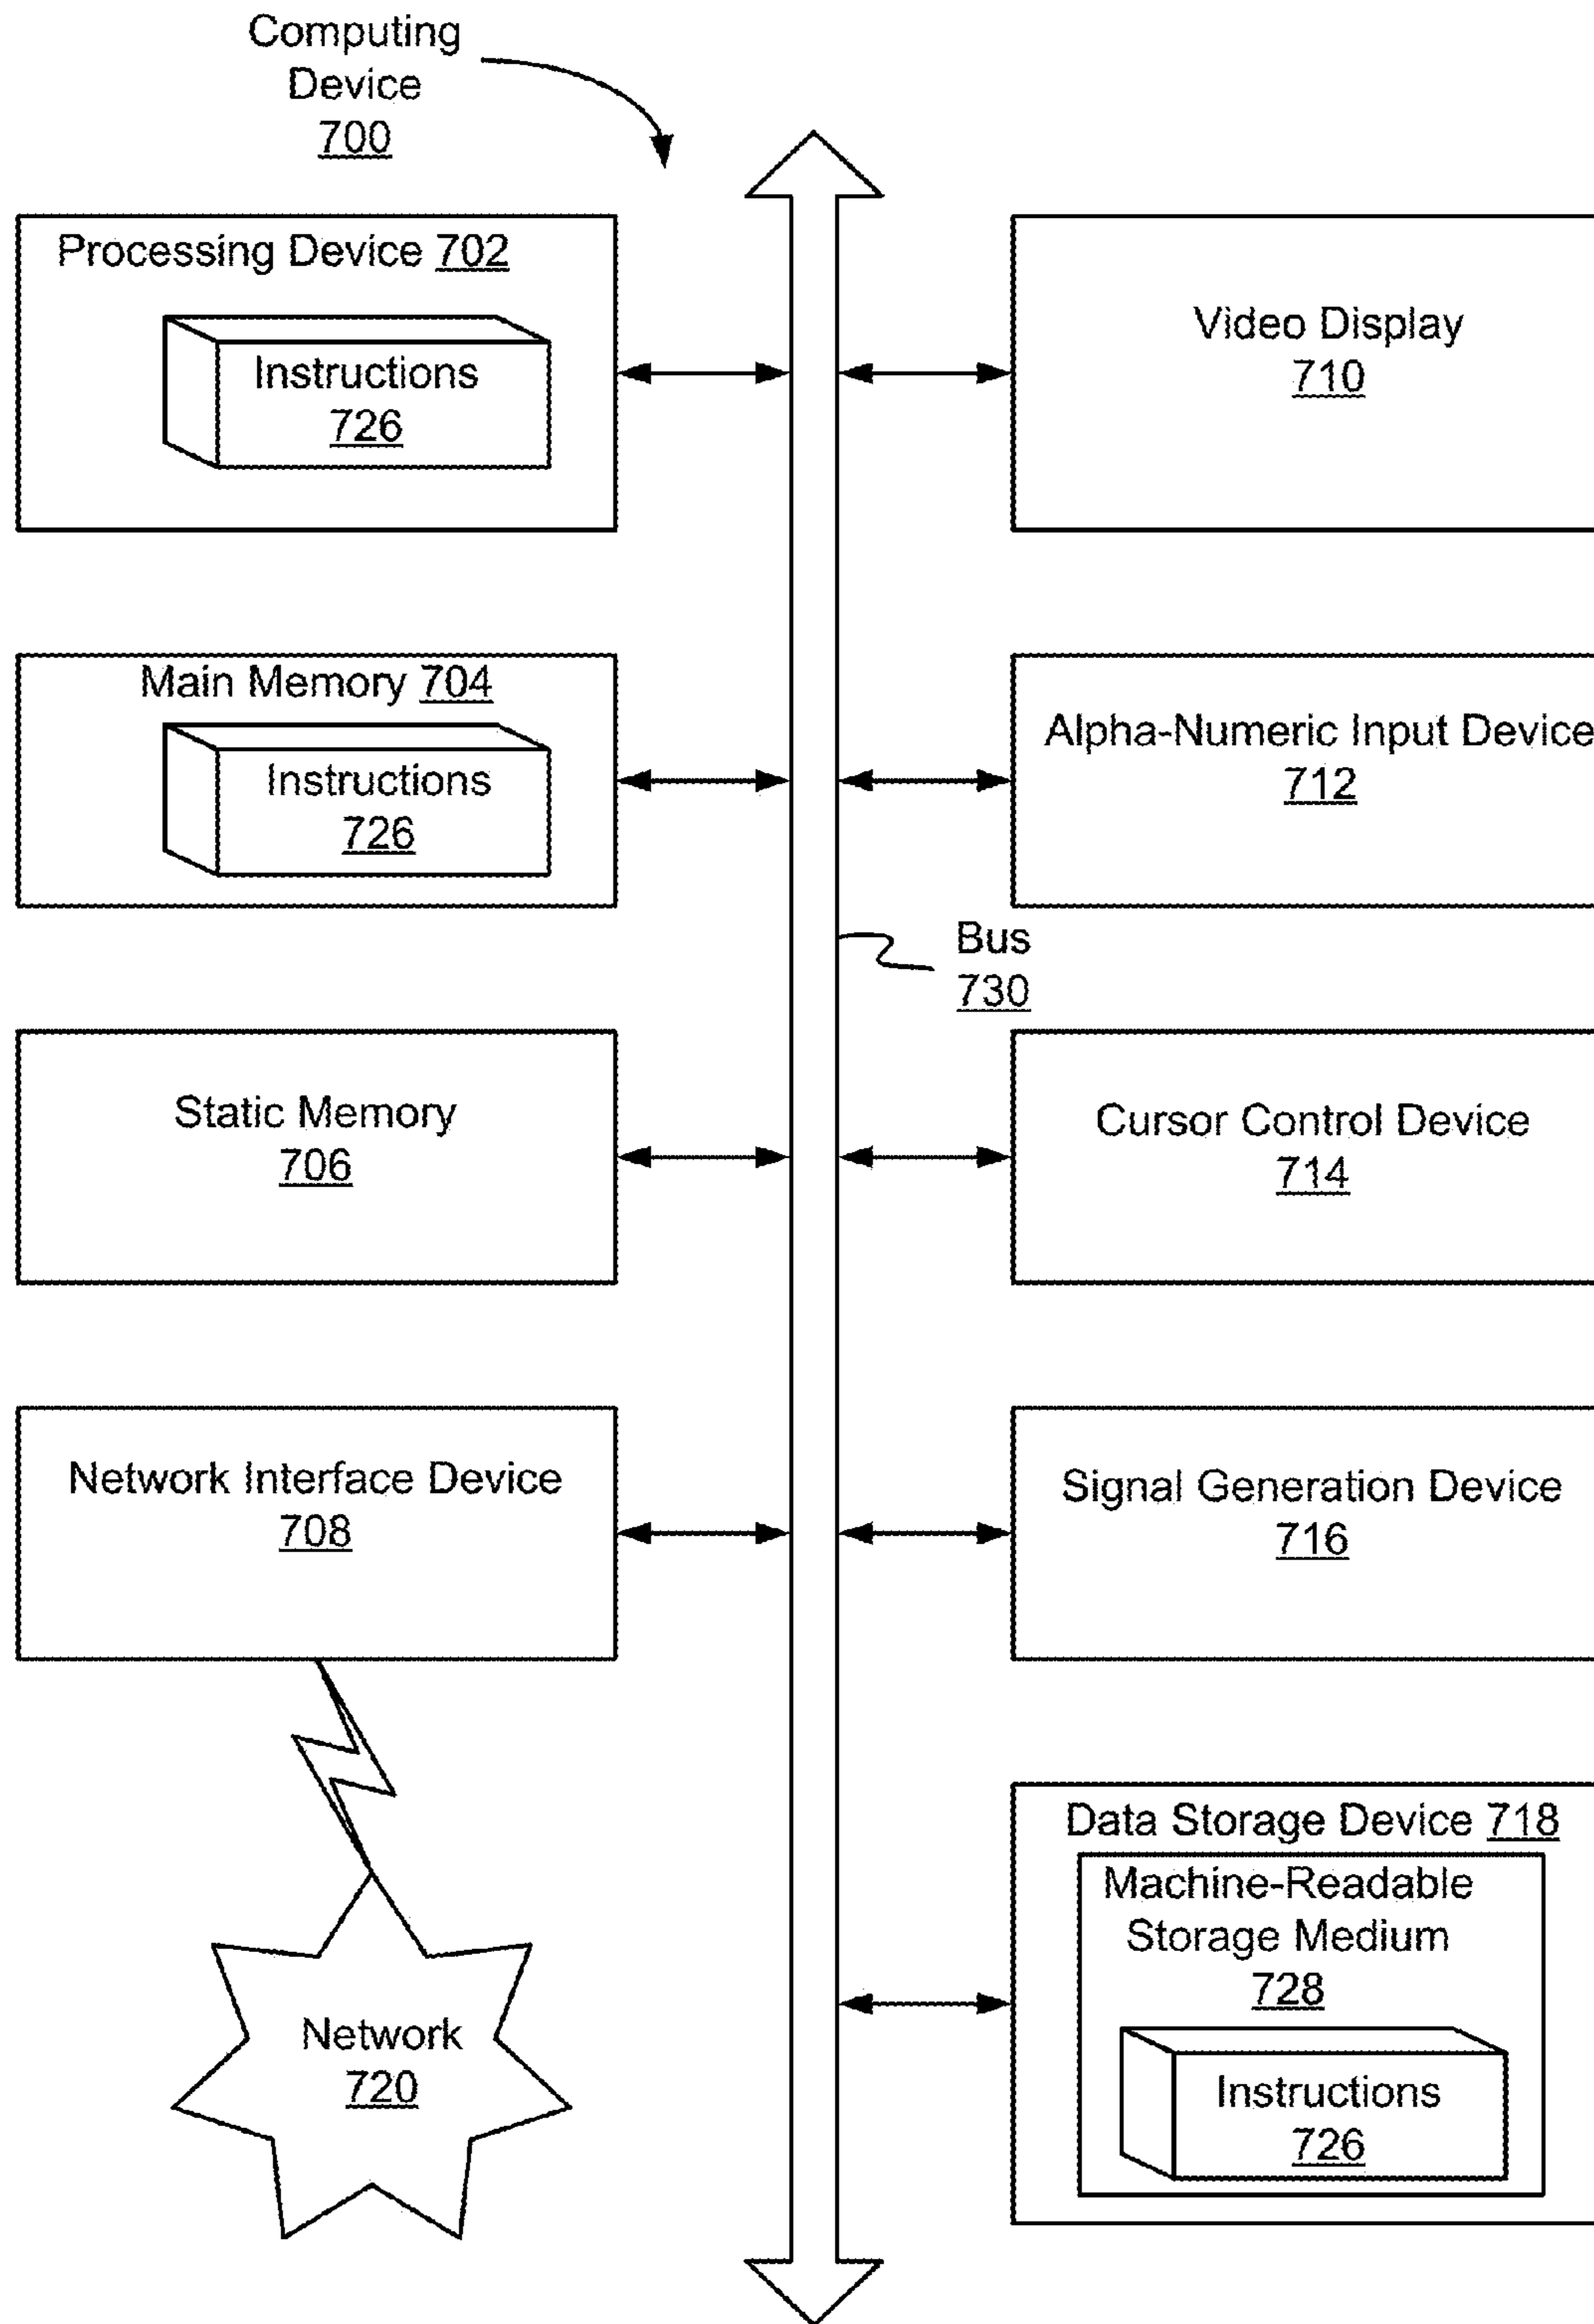 Computing
Device
700
Processing Device 702
Instructions
726
Video Display
710
Main Memory 704
Instructions
726
Alpha-Numeric Input Device
712
Bus
730
Static Memory
706
Cursor Control Device
714
Network Interface Device
708
Signal Generation Device
716
Data Storage Device 718
Machine-Readable
Storage Medium
728
Instructions
726
Network
720